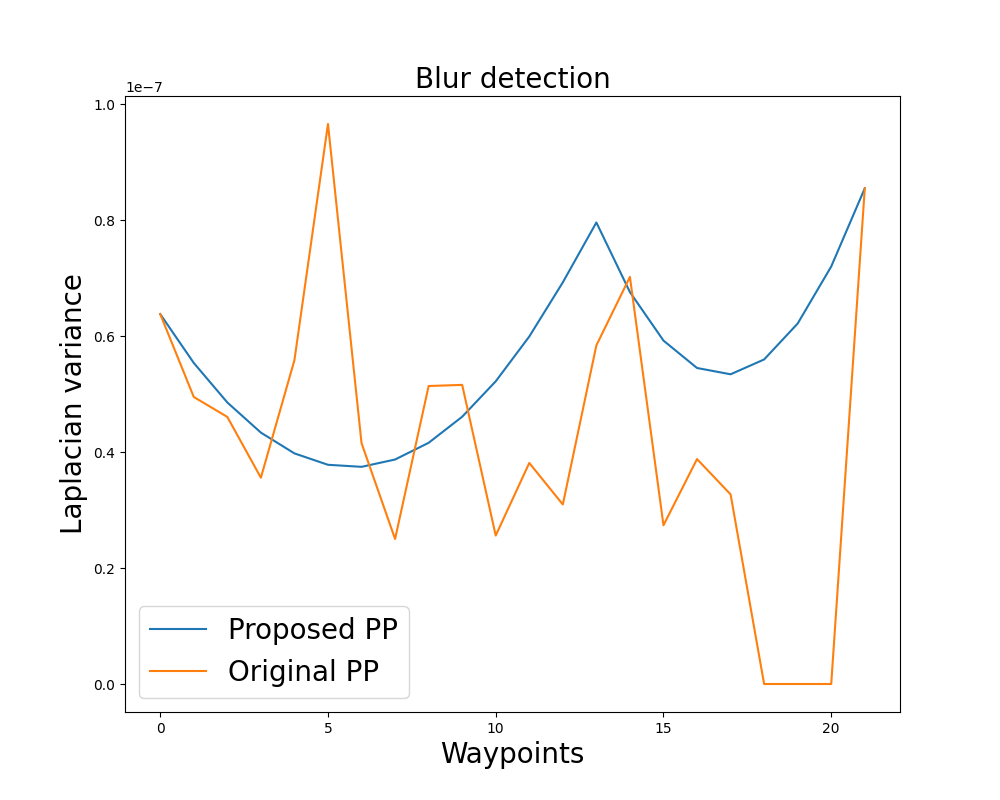 Blur detection
1e−7
1.0
0.8
0.6
0.4
0.2
0.0
Laplacian variance
Proposed PP
Original PP
0 5 10 15 20
Waypoints